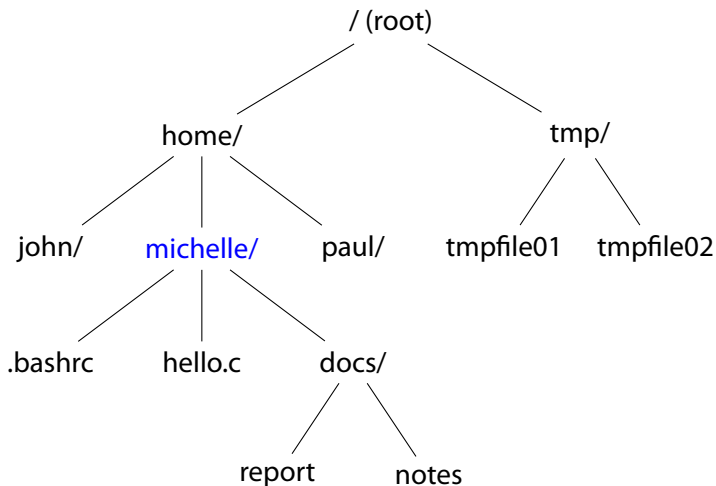 / (root)
home/ tmp/
john/ michelle/ paul/ tmpfile01 tmpfile02
.bashrc hello.c docs/
report notes